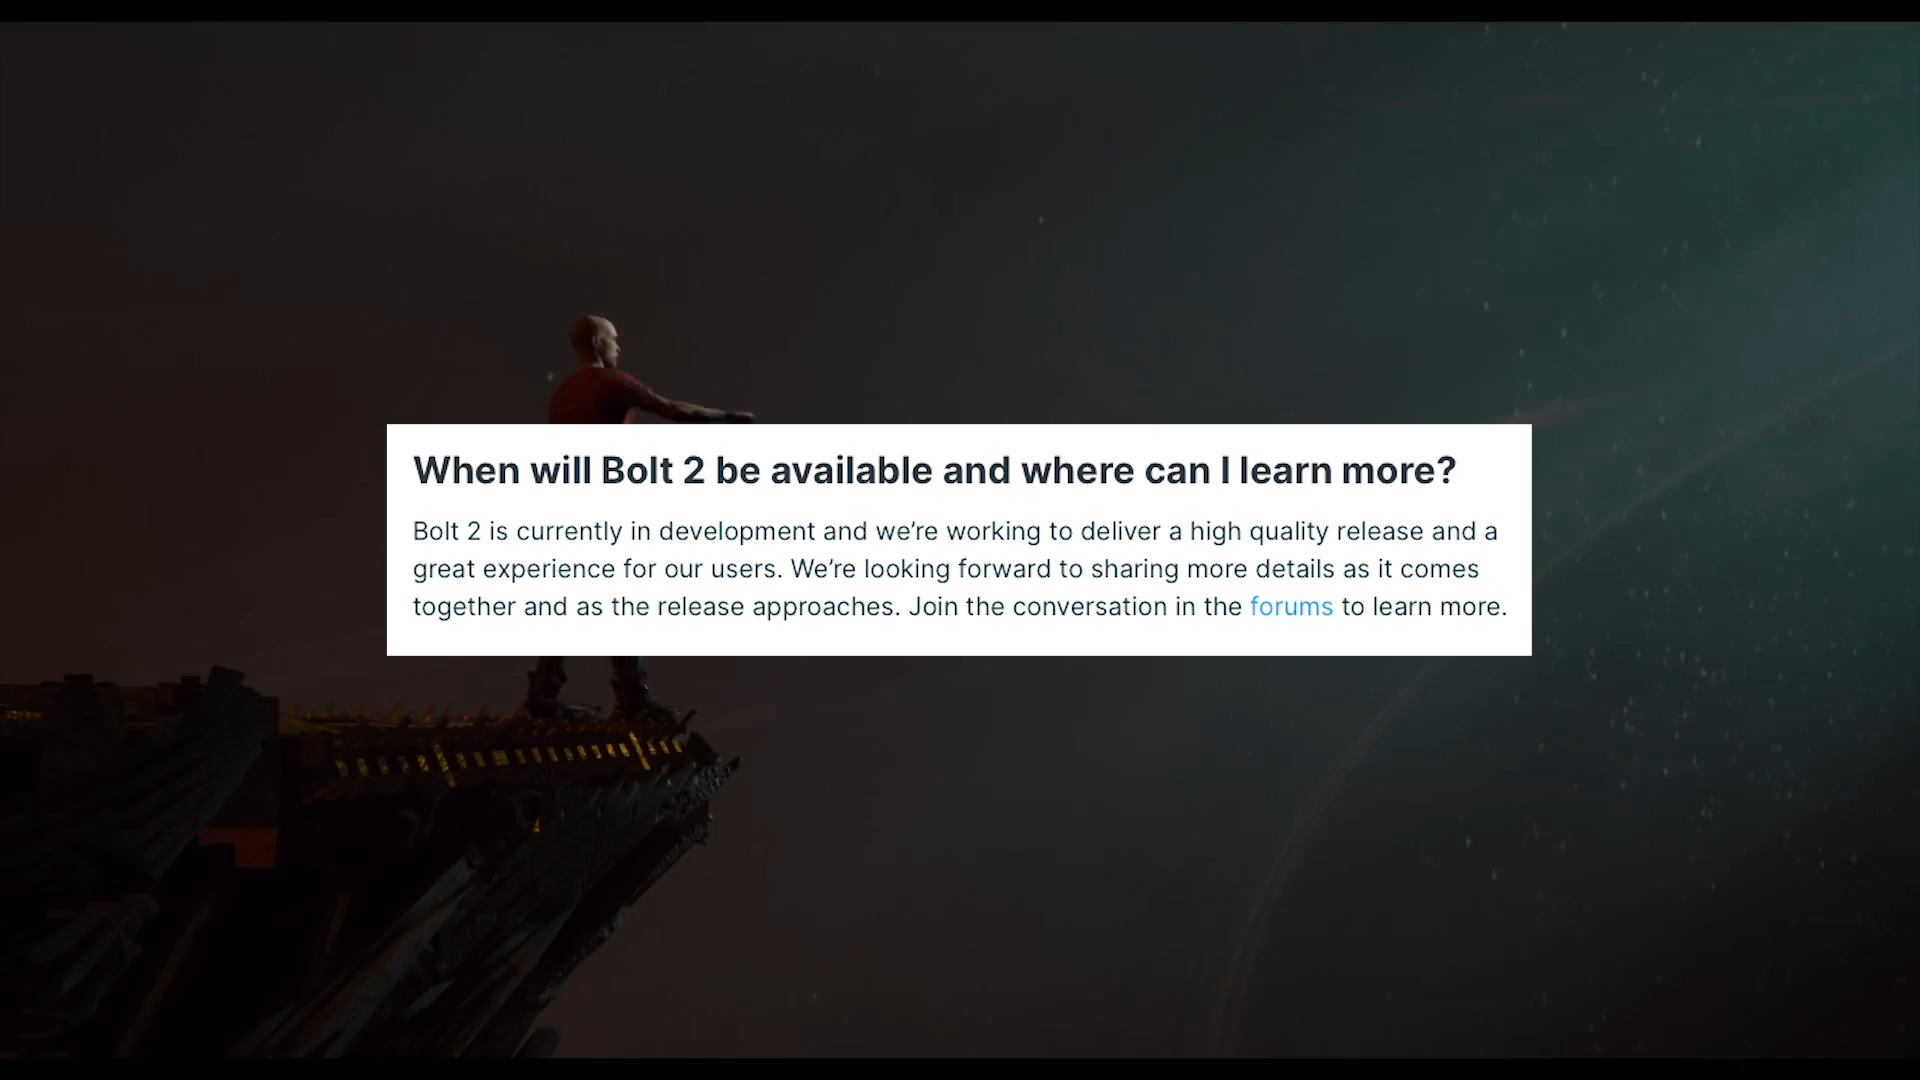 When will Bolt 2 be available and where can I learn more?
Bolt 2 is currently in development and we’re working to deliver a high quality release and a
great experience for our users. We’re looking forward to sharing more details as it comes
together and as the release approaches. Join the conversation in the forums to learn more.